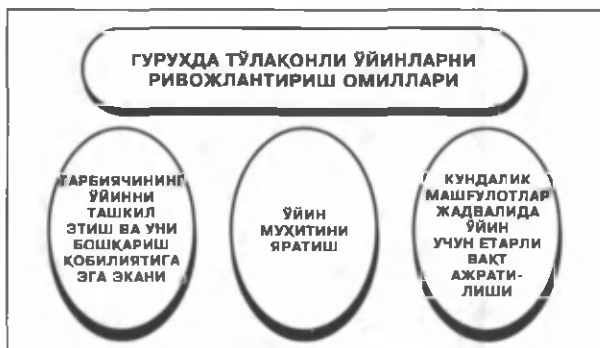 ГУРУҲДА ТЎЛАҚОНЛИ ЎЙИНЛАРНИ
РИВОЖЛАНТИРИШ ОМИЛЛАРИ
ТАРБИЯЧИНИНГ
ЎЙИННИ
ТАШКИЛ
ЭТИШ ВА УНИ
БОШҚАРИШ
ҚОБИЛИЯТИГА
ЭГА ЭКАНИ
ЎЙИН
МУҲИТИНИ
ЯРАТИШ
КУНДАЛИК
МАШҒУЛОТЛАР
ЖАДВАЛИДА
ЎЙИН
УЧУН ЕТАРЛИ
ВАҚТ
АЖРАТИ-
ЛИШИ